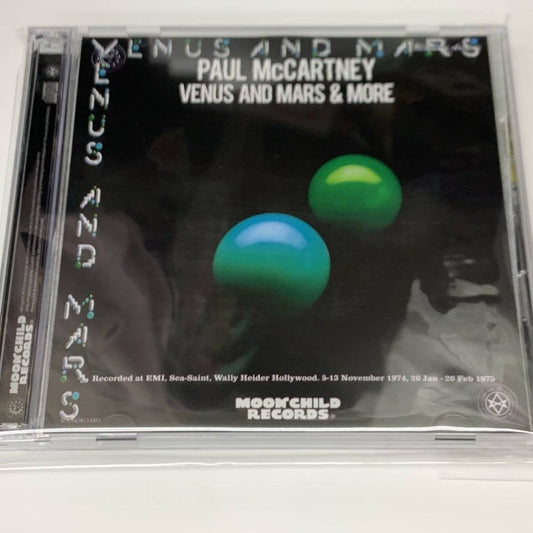 VENUS AND MARS
PAUL McCARTNEY
VENUS AND MARS & MORE
VENUS AND MARS
Recorded at EMI, Sea-Saint, Wally Heider Hollywood. 5-13 November 1974, 20 Jan - 20 Feb 1975
MOONCHILD
RECORDS
SOUNDBOARD
MOONCHILD
RECORDS